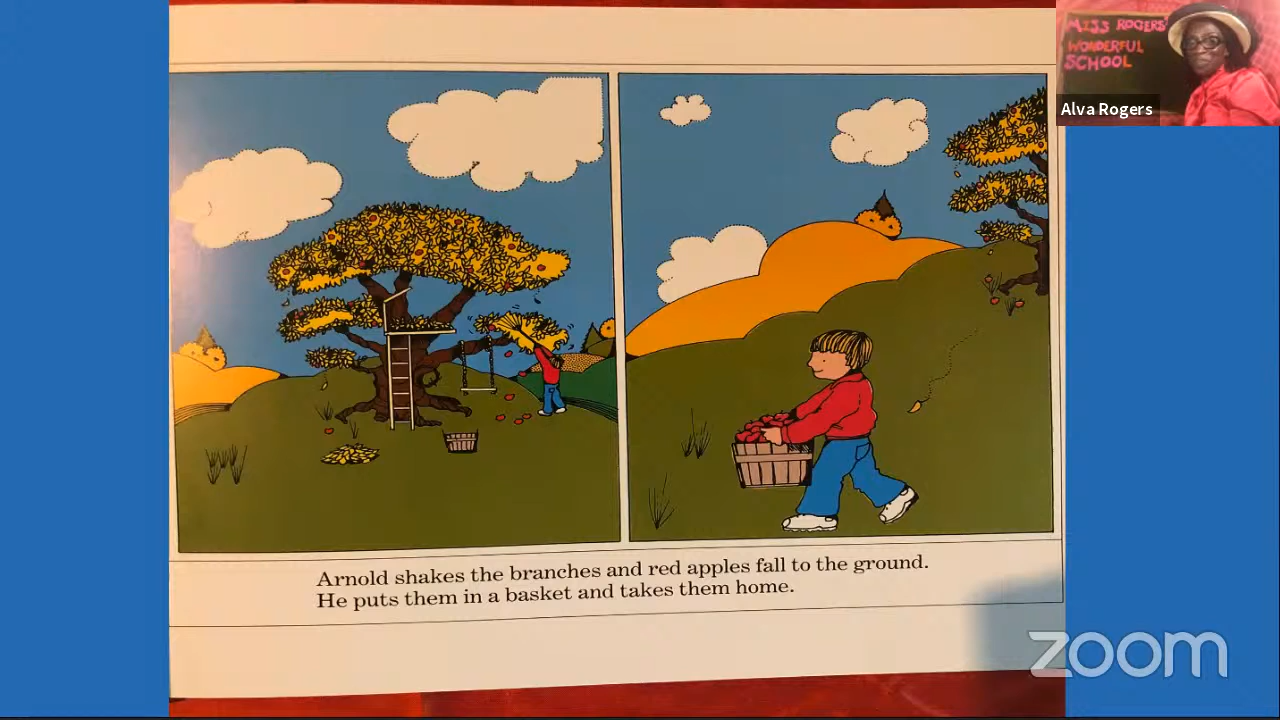 MISS ROGERS'
WONDERFUL
SCHOOL
Alva Rogers
Arnold shakes the branches and red apples fall to the ground.
He puts them in a basket and takes them home.
zoom